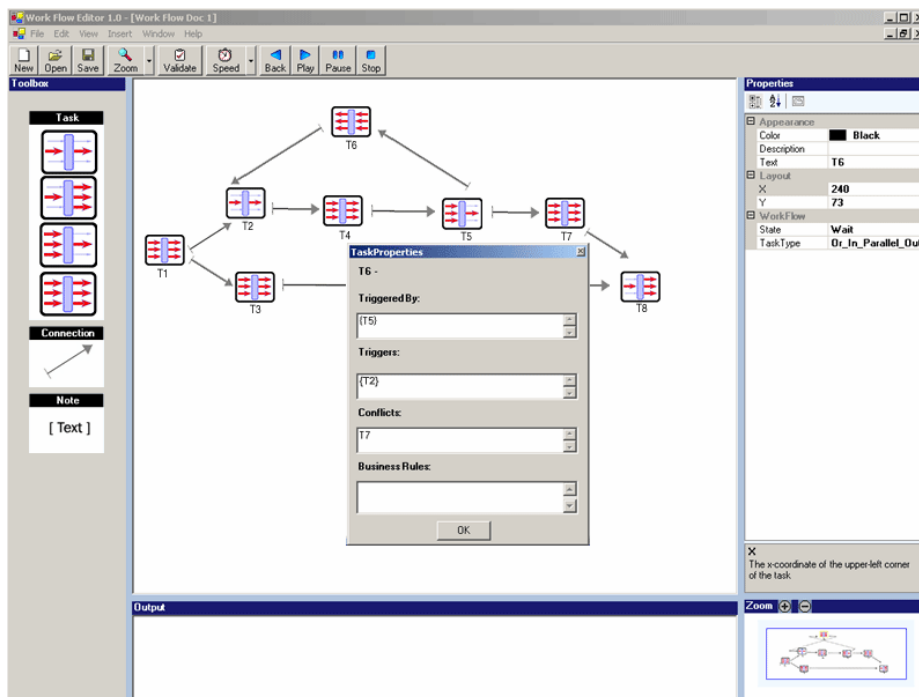 Work Flow Editor 1.0 - [Work Flow Doc 1]
File Edit View Insert Window Help
New Open Save Zoom Validate Speed Back Play Pause Stop
Toolbox
Task
Connection
Note
[ Text ]
T6
T2
T4
T5
T7
T1
T3
T8
TaskProperties
T6 -
Triggered By:
{T5}
Triggers:
{T2}
Conflicts:
T7
Business Rules:
OK
Properties
Appearance
Color Black
Description
Text T6
Layout
X 240
Y 73
WorkFlow
State Wait
TaskType Or_In_Parallel_Out
X
The x-coordinate of the upper-left corner
of the task
Output
Zoom